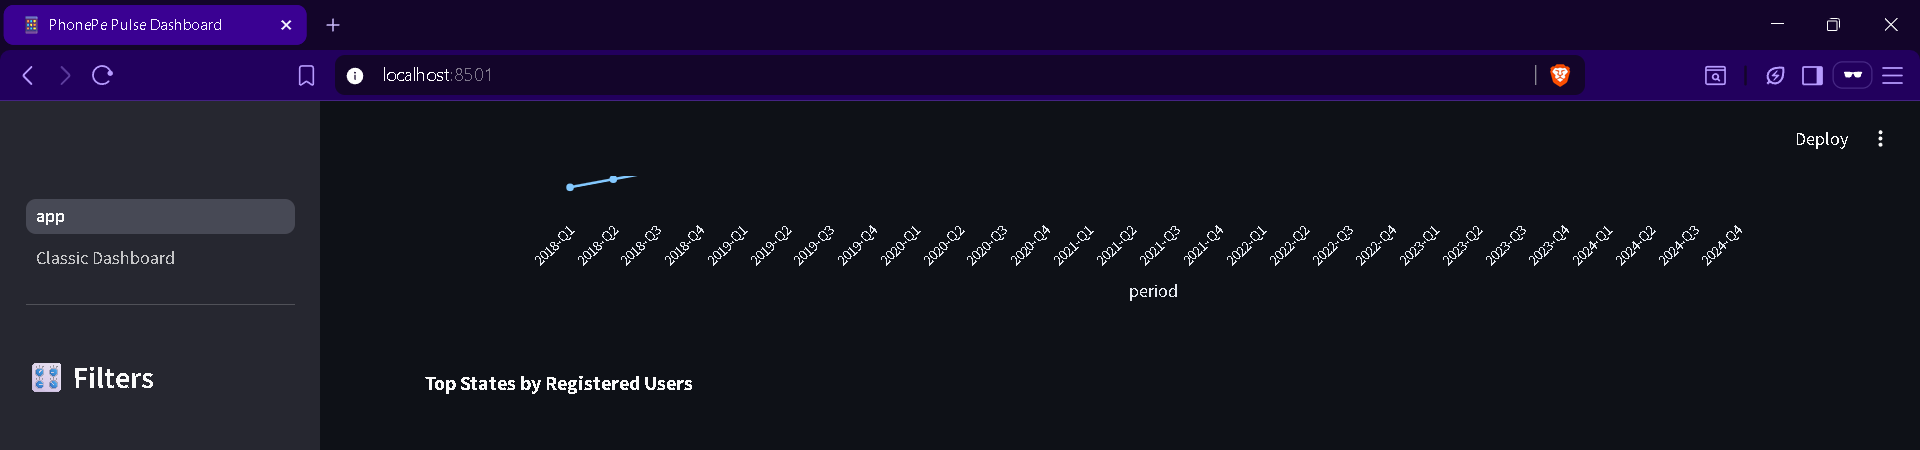 PhonePe Pulse Dashboard
localhost:8501
Deploy
app
Classic Dashboard
Filters
2018-Q1 2018-Q2 2018-Q3 2018-Q4 2019-Q1 2019-Q2 2019-Q3 2019-Q4 2020-Q1 2020-Q2 2020-Q3 2020-Q4 2021-Q1 2021-Q2 2021-Q3 2021-Q4 2022-Q1 2022-Q2 2022-Q3 2022-Q4 2023-Q1 2023-Q2 2023-Q3 2023-Q4 2024-Q1 2024-Q2 2024-Q3 2024-Q4
period
Top States by Registered Users